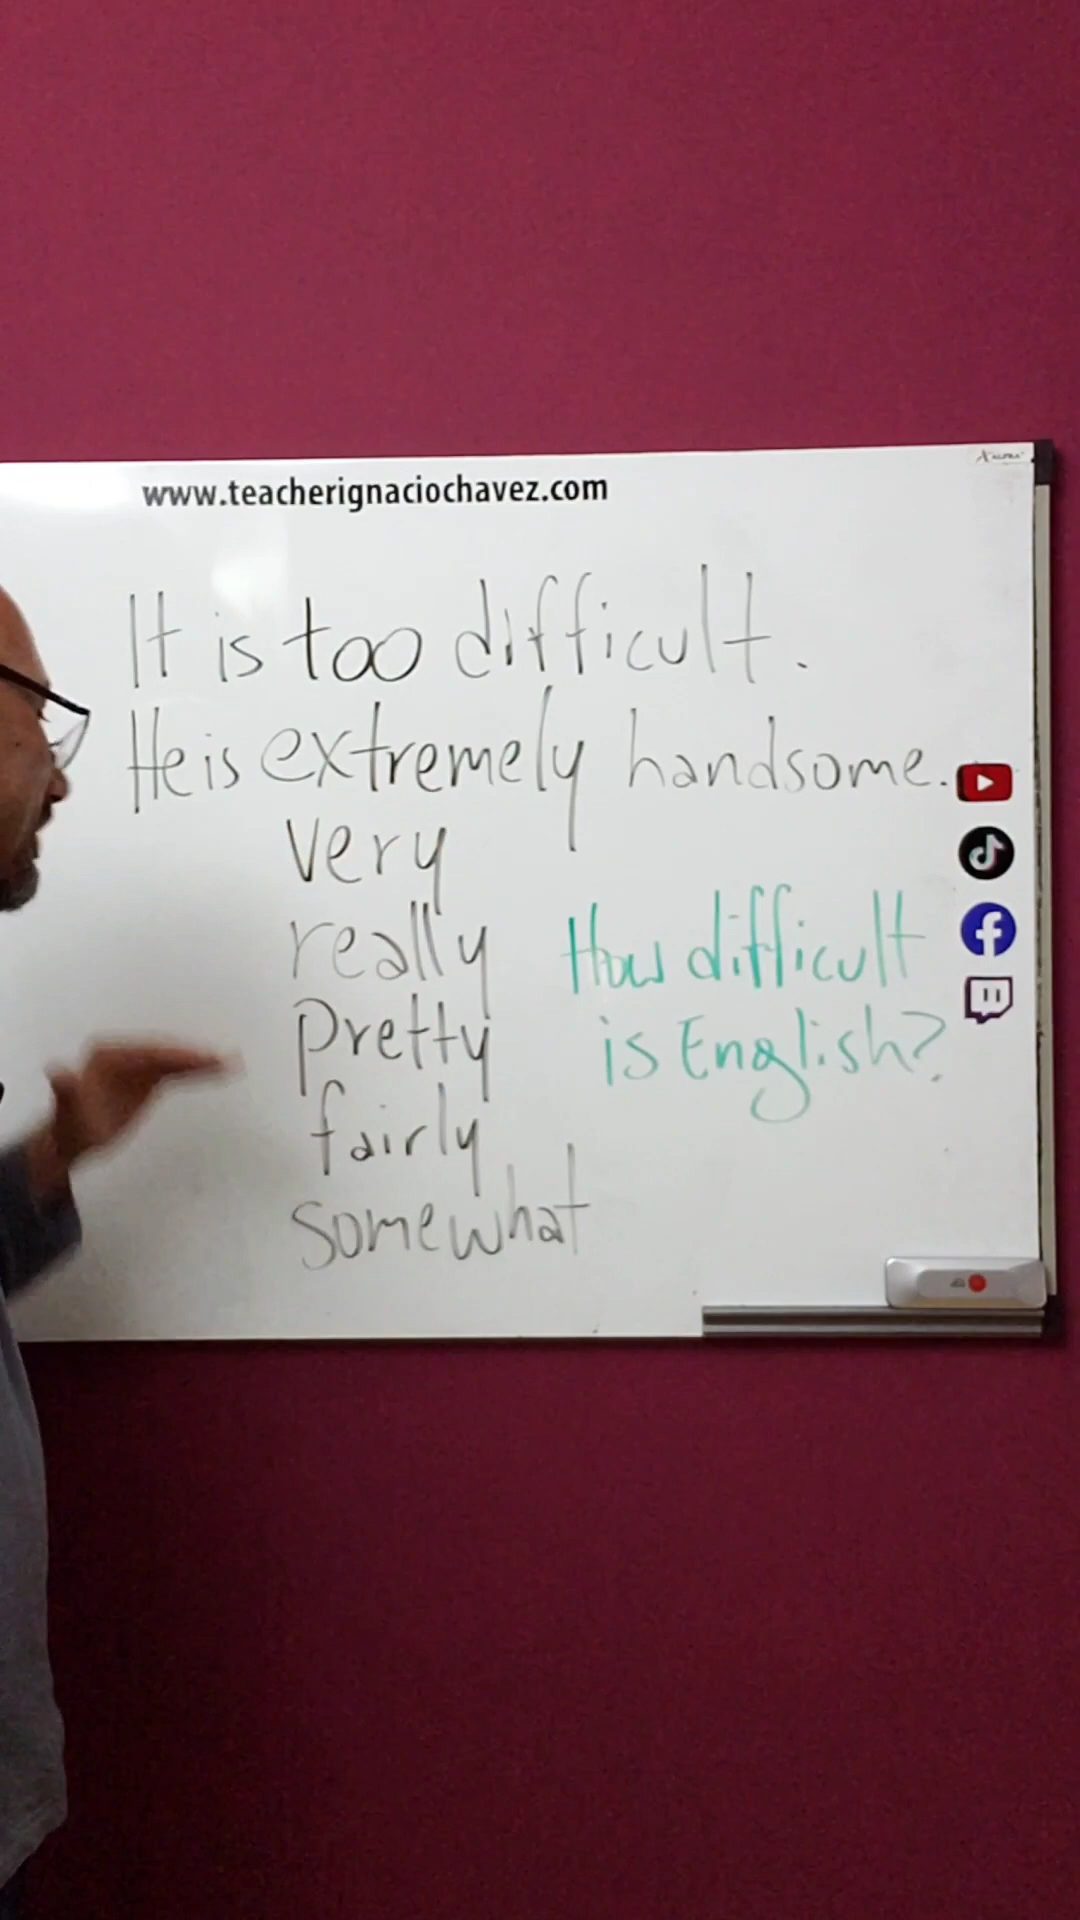 www.teacherignaciochavez.com
It is too difficult.
He is extremely handsome.
very
really
pretty
fairly
somewhat
How difficult
is English?